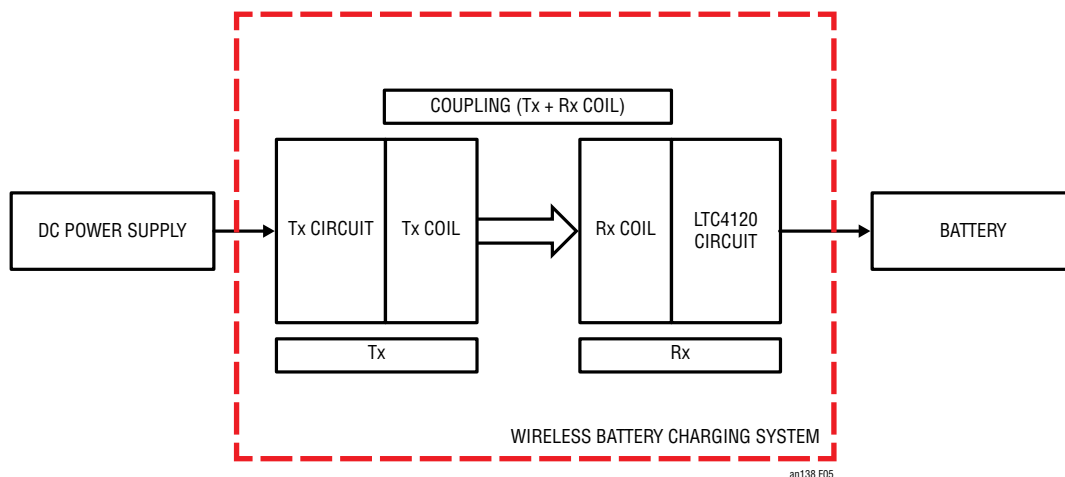 COUPLING (Tx + Rx COIL)
DC POWER SUPPLY
Tx CIRCUIT
Tx COIL
Rx COIL
LTC4120
CIRCUIT
BATTERY
Tx
Rx
WIRELESS BATTERY CHARGING SYSTEM
an138 F05